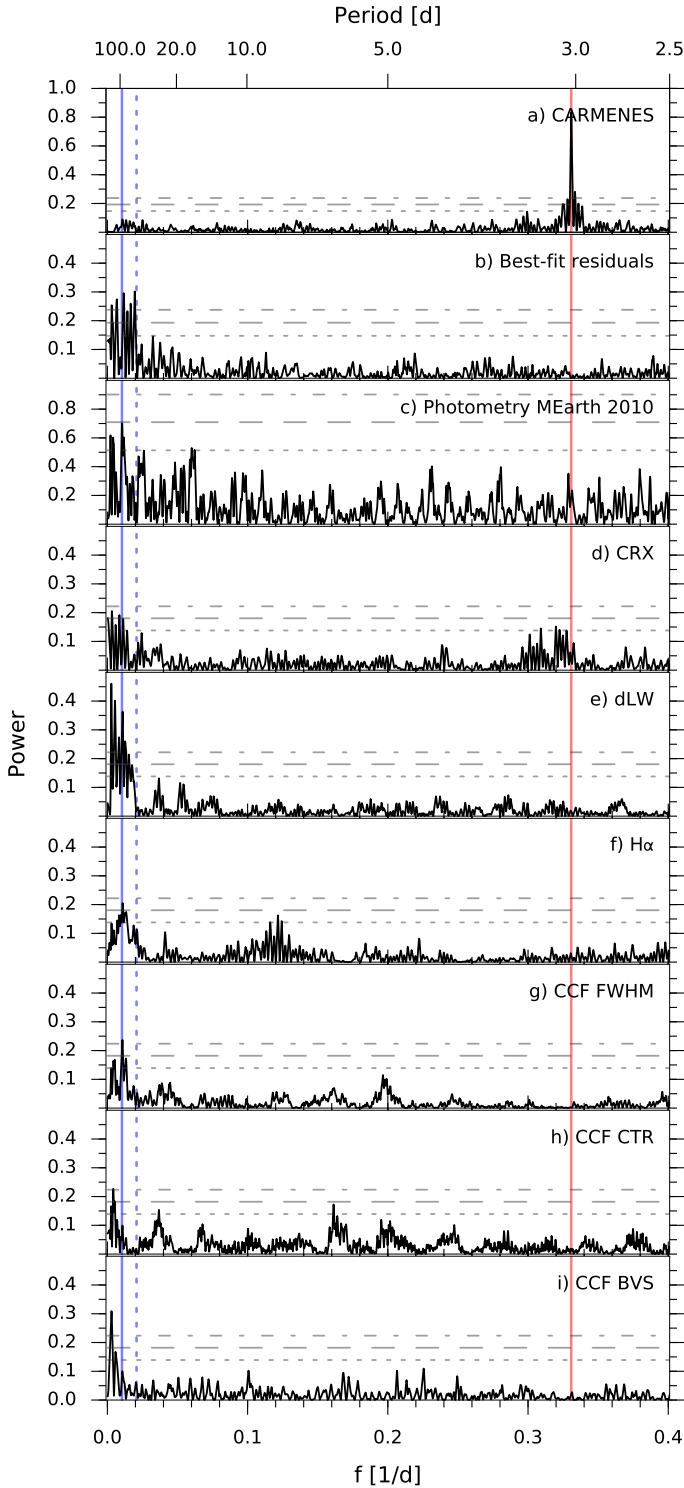 Period [d]
100.0 20.0 10.0 5.0 3.0 2.5
1.0
0.8
0.6
0.4
0.2
a) CARMENES
0.4
0.3
0.2
0.1
b) Best-fit residuals
0.8
0.6
0.4
0.2
c) Photometry MEarth 2010
0.4
0.3
0.2
0.1
d) CRX
0.4
0.3
0.2
0.1
e) dLW
Power
0.4
0.3
0.2
0.1
f) Hα
0.4
0.3
0.2
0.1
g) CCF FWHM
0.4
0.3
0.2
0.1
h) CCF CTR
0.4
0.3
0.2
0.1
0.0
i) CCF BVS
0.0 0.1 0.2 0.3 0.4
f [1/d]